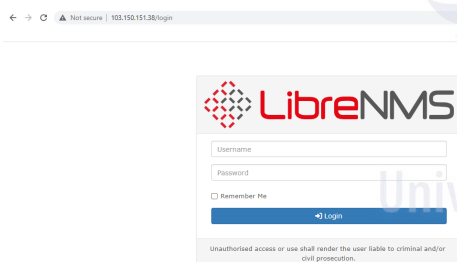 Not secure | 103.150.151.38/login
LibreNMS
Username
Password
Remember Me
Login
Unauthorised access or use shall render the user liable to criminal and/or
civil prosecution.